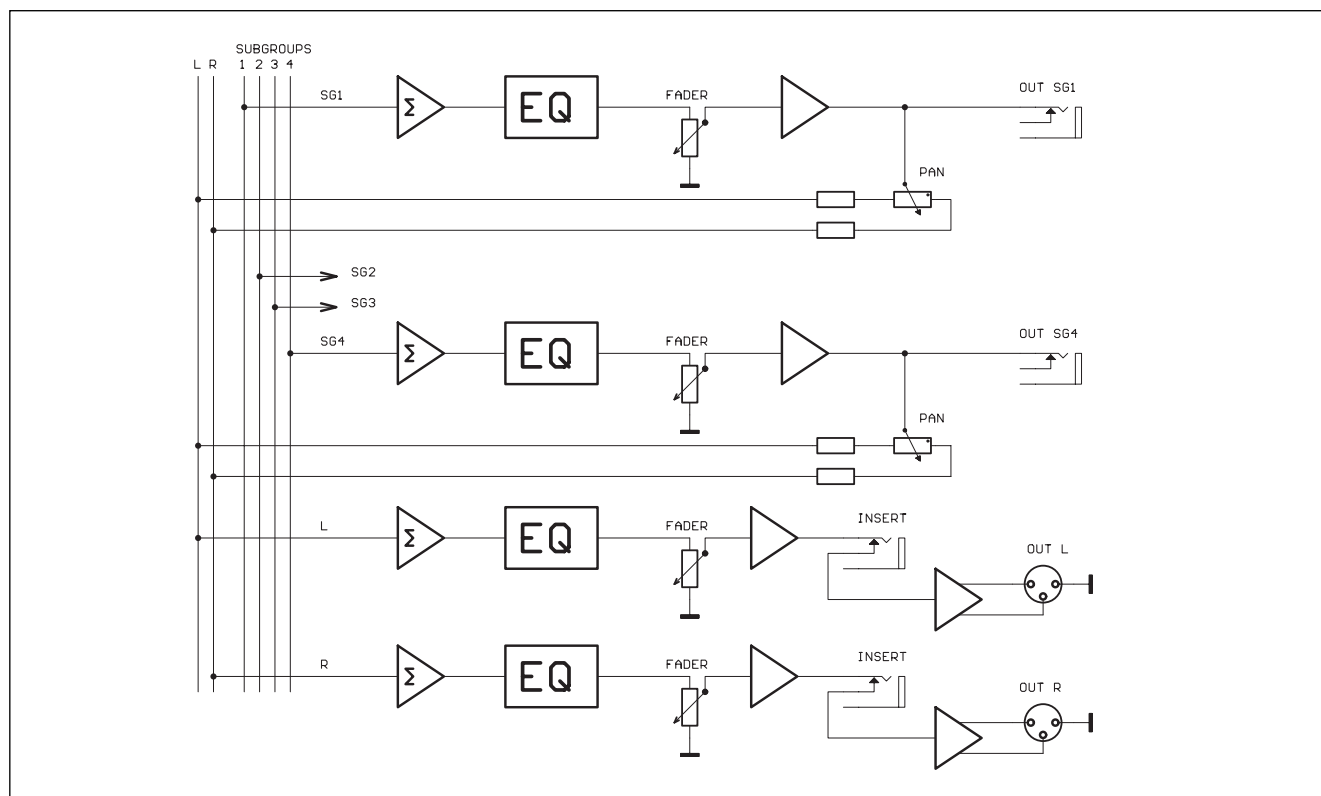 SUBGROUPS
L R 1 2 3 4
SG1
Σ
EQ
FADER
OUT SG1
PAN
SG2
SG3
SG4
Σ
EQ
FADER
OUT SG4
PAN
L
Σ
EQ
FADER
INSERT
OUT L
R
Σ
EQ
FADER
INSERT
OUT R